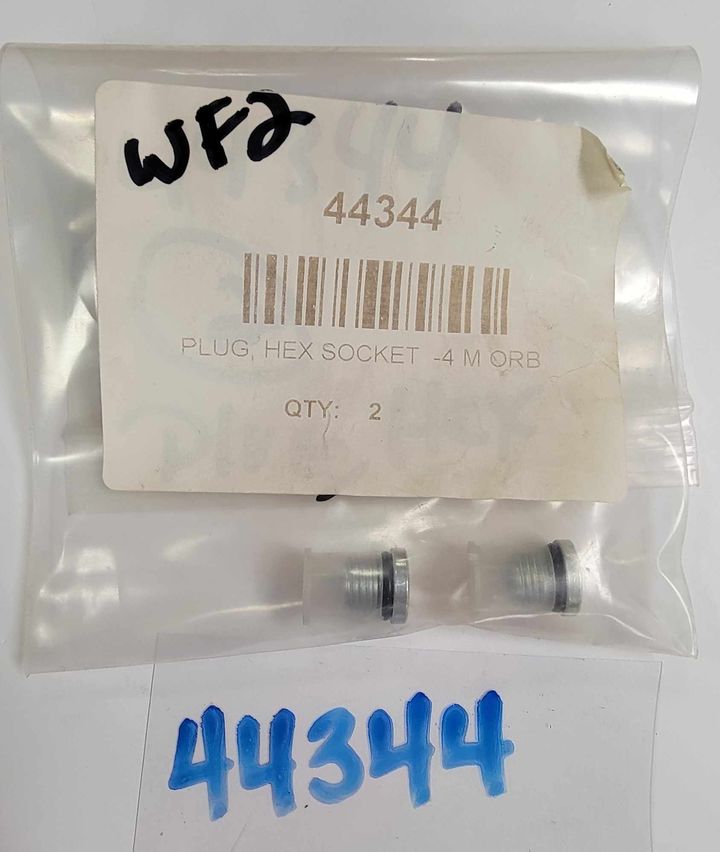 WF2
44344
PLUG, HEX SOCKET -4 M ORB
QTY: 2
44344